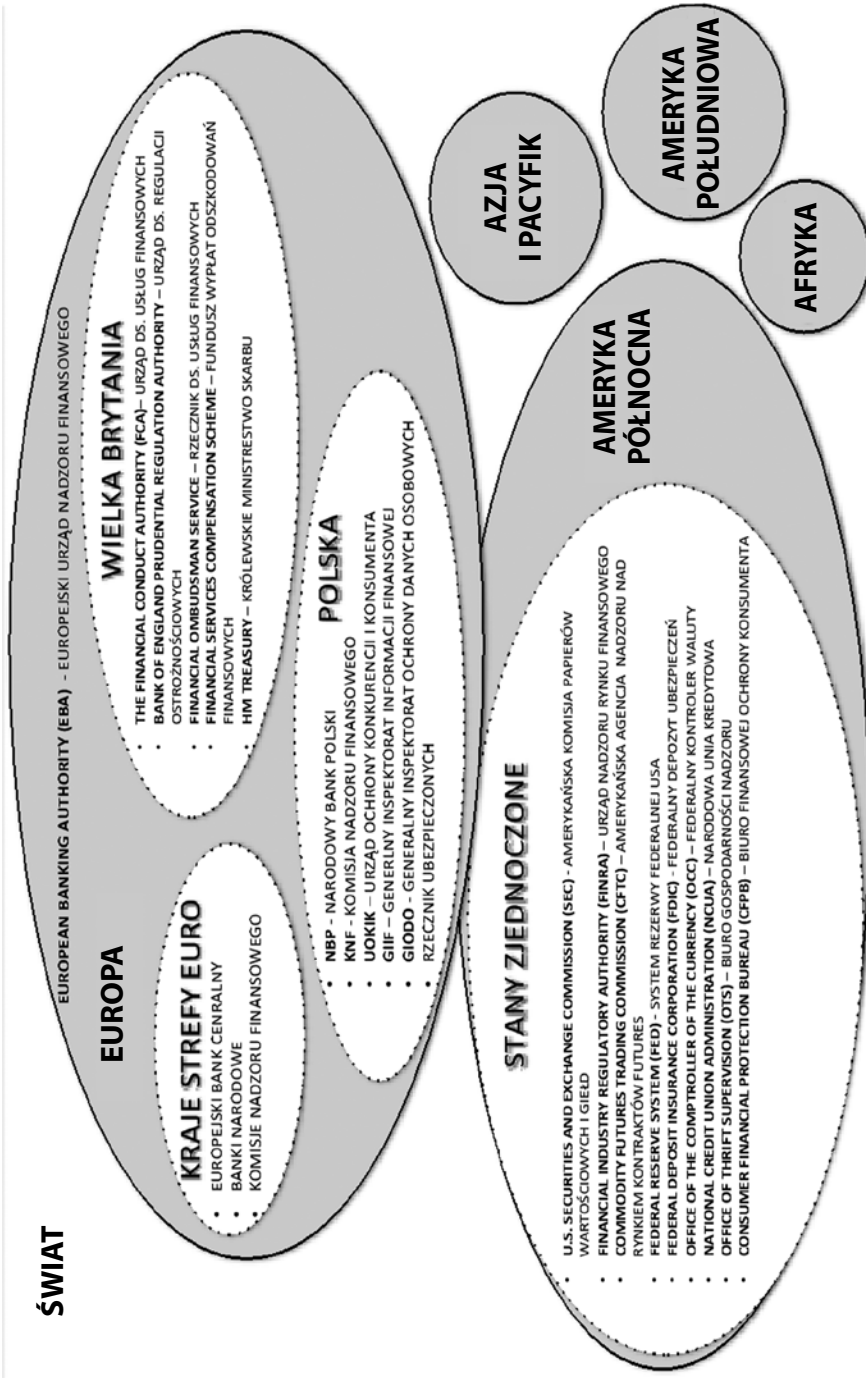 ŚWIAT
EUROPA
EUROPEAN BANKING AUTHORITY (EBA) - EUROPEJSKI URZĄD NADZORU FINANSOWEGO
KRAJE STREFY EURO
• EUROPEJSKI BANK CENRALNY
• BANKI NARODOWE
• KOMISJE NADZORU FINANSOWEGO
WIELKA BRYTANIA
• THE FINANCIAL CONDUCT AUTHORITY (FCA)– URZĄD DS. USŁUG FINANSOWYCH
• BANK OF ENGLAND PRUDENTIAL REGULATION AUTHORITY – URZĄD DS. REGULACJI
OSTROŻNOŚCIOWYCH
• FINANCIAL OMBUDSMAN SERVICE – RZECZNIK DS. USŁUG FINANSOWYCH
• FINANCIAL SERVICES COMPENSATION SCHEME – FUNDUSZ WYPŁAT ODSZKODOWAŃ
FINANSOWYCH
• HM TREASURY – KRÓLEWSKIE MINISTRESTWO SKARBU
POLSKA
• NBP - NARODOWY BANK POLSKI
• KNF - KOMISJA NADZORU FINANSOWEGO
• UOKIK – URZĄD OCHRONY KONKURENCJI I KONSUMENTA
• GIIF – GENERLNY INSPEKTORAT INFORMACJI FINANSOWEJ
• GIODO - GENERALNY INSPEKTORAT OCHRONY DANYCH OSOBOWYCH
RZECZNIK UBEZPIECZONYCH
STANY ZJEDNOCZONE
• U.S. SECURITIES AND EXCHANGE COMMISSION (SEC) - AMERYKAŃSKA KOMISJA PAPIERÓW
WARTOŚCIOWYCH I GIEŁD
• FINANCIAL INDUSTRY REGULATORY AUTHORITY (FINRA) – URZĄD NADZORU RYNKU FINANSOWEGO
• COMMODITY FUTURES TRADING COMMISSION (CFTC) – AMERYKAŃSKA AGENCJA NADZORU NAD
RYNKIEM KONTRAKTÓW FUTURES
• FEDERAL RESERVE SYSTEM (FED) - SYSTEM REZERWY FEDERALNEJ USA
• FEDERAL DEPOSIT INSURANCE CORPORATION (FDIC) - FEDERALNY DEPOZYT UBEZPIECZEŃ
• OFFICE OF THE COMPTROLLER OF THE CURRENCY (OCC) – FEDERALNY KONTROLER WALUTY
• NATIONAL CREDIT UNION ADMINISTRATION (NCUA) – NARODOWA UNIA KREDYTOWA
• OFFICE OF THRIFT SUPERVISION (OTS) – BIURO GOSPODARNOŚCI NADZORU
• CONSUMER FINANCIAL PROTECTION BUREAU (CFPB) – BIURO FINANSOWEJ OCHRONY KONSUMENTA
AMERYKA
PÓŁNOCNA
AZJA
I PACYFIK
AMERYKA
POŁUDNIOWA
AFRYKA